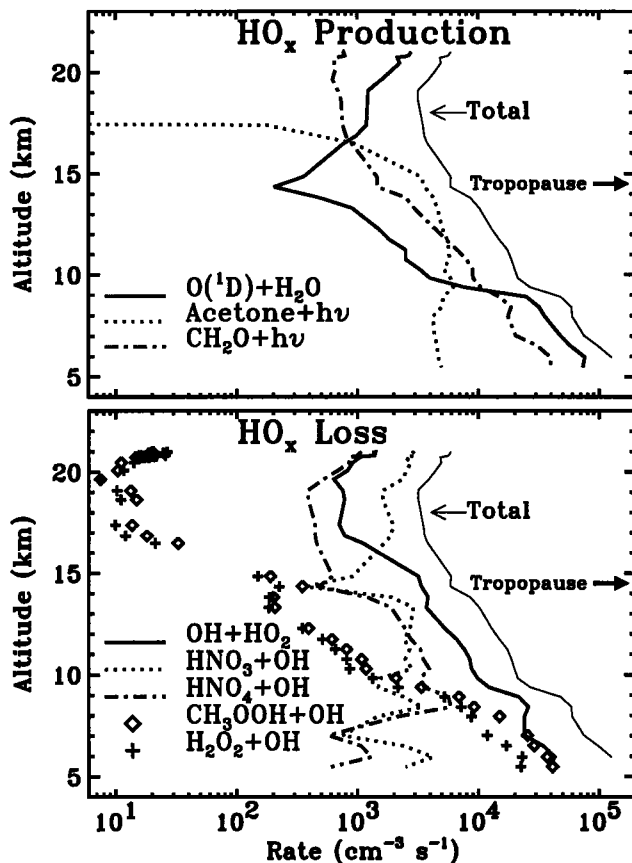 HOₓ Production
20
15
10
5
Altitude (km)
←Total
Tropopause →
O(¹D)+H₂O
Acetone+hν
CH₂O+hν
HOₓ Loss
20
15
10
5
Altitude (km)
←Total
Tropopause →
OH+HO₂
HNO₃+OH
HNO₄+OH
CH₃OOH+OH
H₂O₂+OH
10¹ 10² 10³ 10⁴ 10⁵
Rate (cm⁻³ s⁻¹)